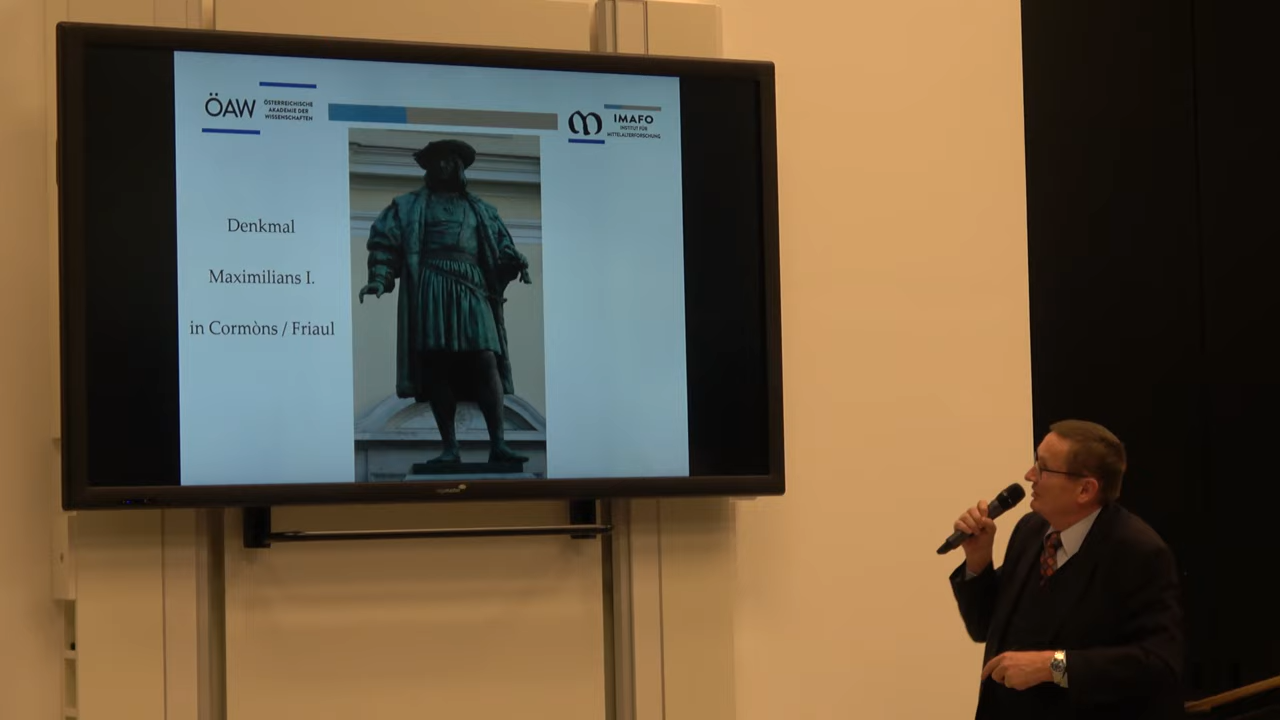 ÖAW
ÖSTERREICHISCHE
AKADEMIE DER
WISSENSCHAFTEN
IMAFO
INSTITUT FÜR
MITTELALTERFORSCHUNG
Denkmal
Maximilians I.
in Cormòns / Friaul